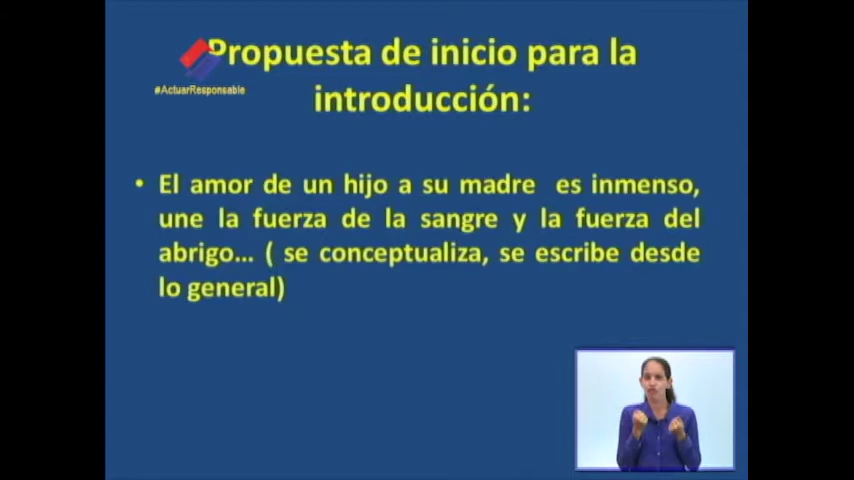 Propuesta de inicio para la
#ActuarResponsable
introducción:
• El amor de un hijo a su madre es inmenso,
une la fuerza de la sangre y la fuerza del
abrigo... ( se conceptualiza, se escribe desde
lo general)